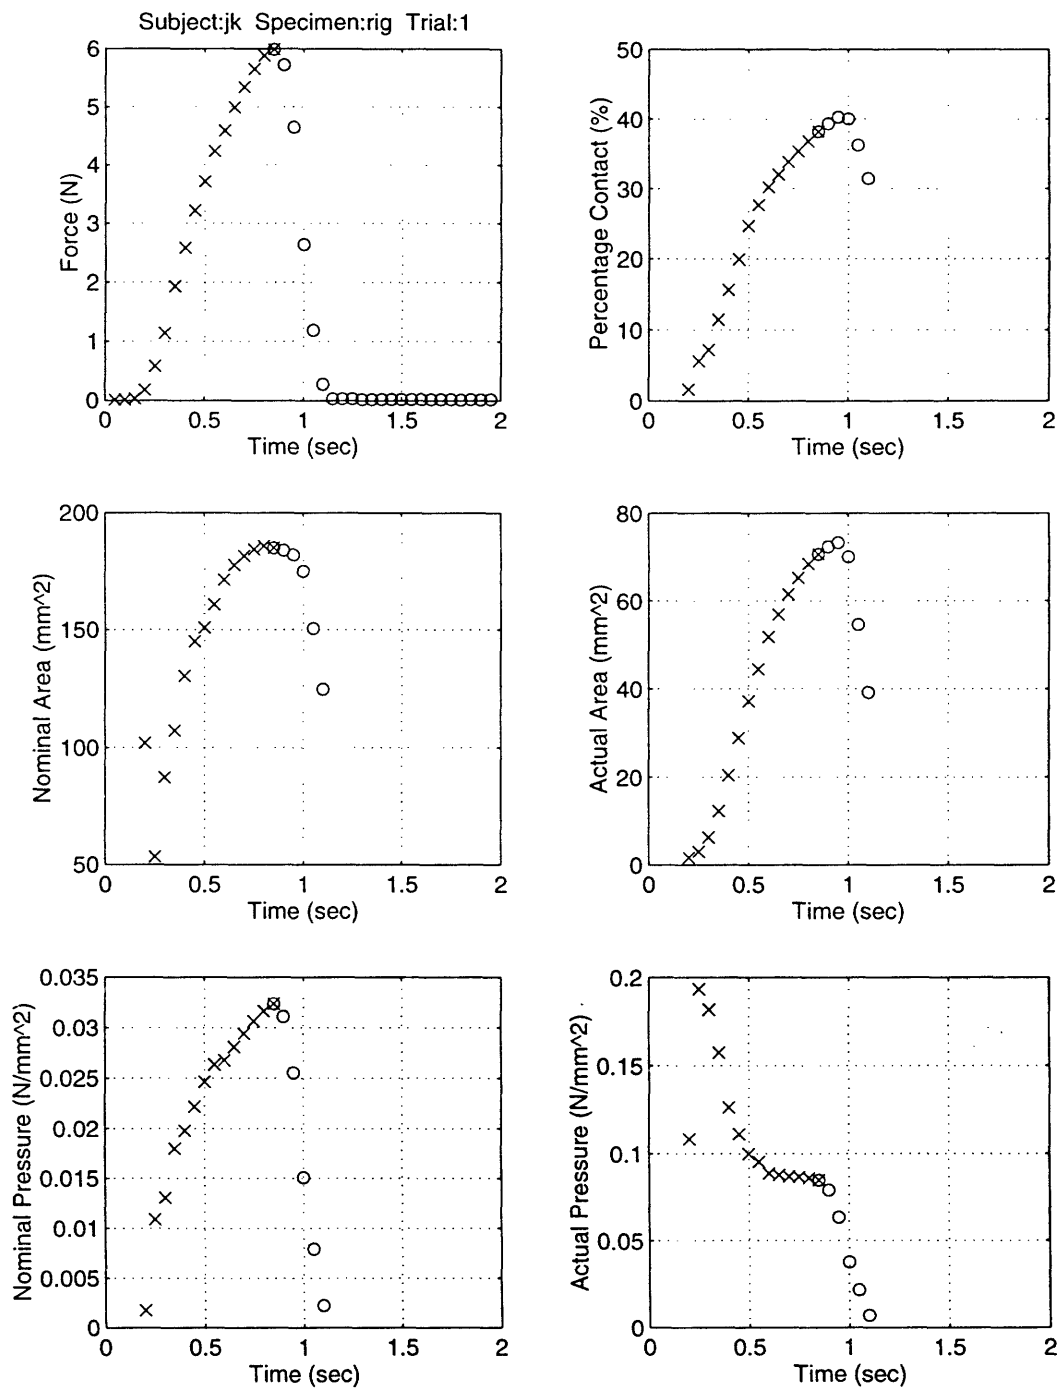 Subject:jk Specimen:rig Trial:1
6
5
4
3
2
1
0
Force (N)
0 0.5 1 1.5 2
Time (sec)
50
40
30
20
10
0
Percentage Contact (%)
0 0.5 1 1.5 2
Time (sec)
200
150
100
50
Nominal Area (mm^2)
0 0.5 1 1.5 2
Time (sec)
80
60
40
20
0
Actual Area (mm^2)
0 0.5 1 1.5 2
Time (sec)
0.035
0.03
0.025
0.02
0.015
0.01
0.005
0
Nominal Pressure (N/mm^2)
0 0.5 1 1.5 2
Time (sec)
0.2
0.15
0.1
0.05
0
Actual Pressure (N/mm^2)
0 0.5 1 1.5 2
Time (sec)